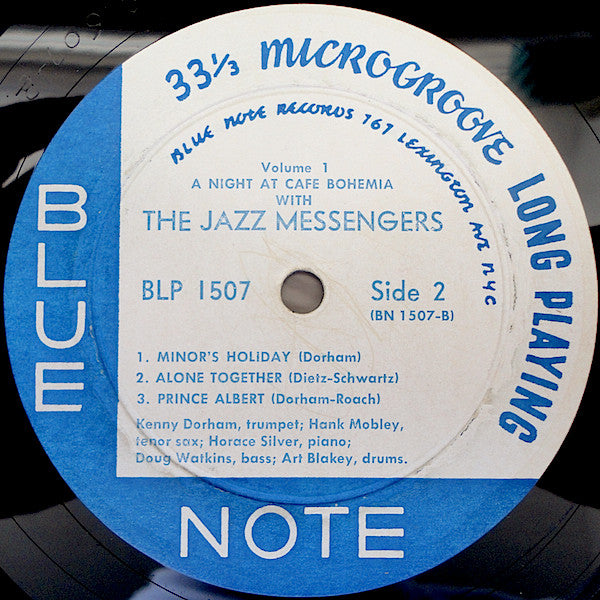 33⅓ MICROGROOVE LONG PLAYING
BLUE NOTE RECORDS 767 LEXINGTON AVE NYC
Volume 1
A NIGHT AT CAFE BOHEMIA
WITH
THE JAZZ MESSENGERS
BLP 1507 Side 2
(BN 1507-B)
1. MINOR'S HOLIDAY (Dorham)
2. ALONE TOGETHER (Dietz-Schwartz)
3. PRINCE ALBERT (Dorham-Roach)
Kenny Dorham, trumpet; Hank Mobley,
tenor sax; Horace Silver, piano;
Doug Watkins, bass; Art Blakey, drums.
BLUE
NOTE